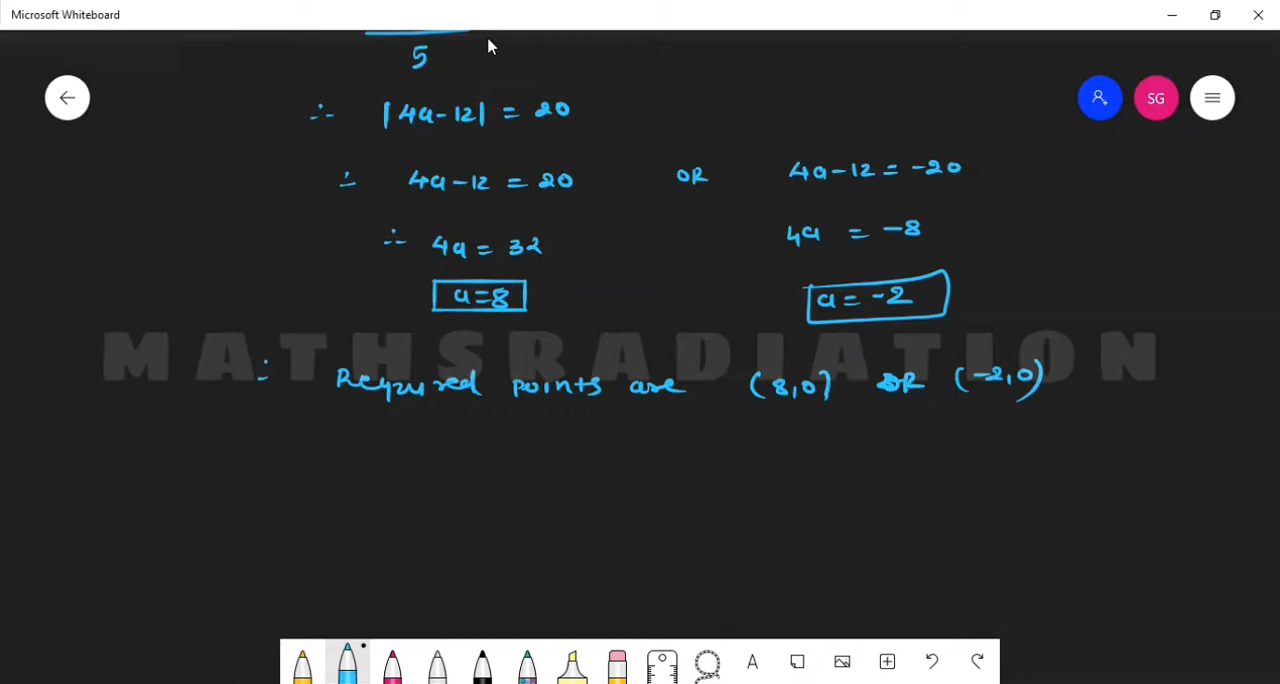 Microsoft Whiteboard
5
∴ |4a-12| = 20
SG
∴ 4a-12 = 20 OR 4a-12 = -20
∴ 4a = 32 4a = -8
a=8 a = -2
MATHSRADIATION
∴ Required points are (8,0) OR (-2,0)
A